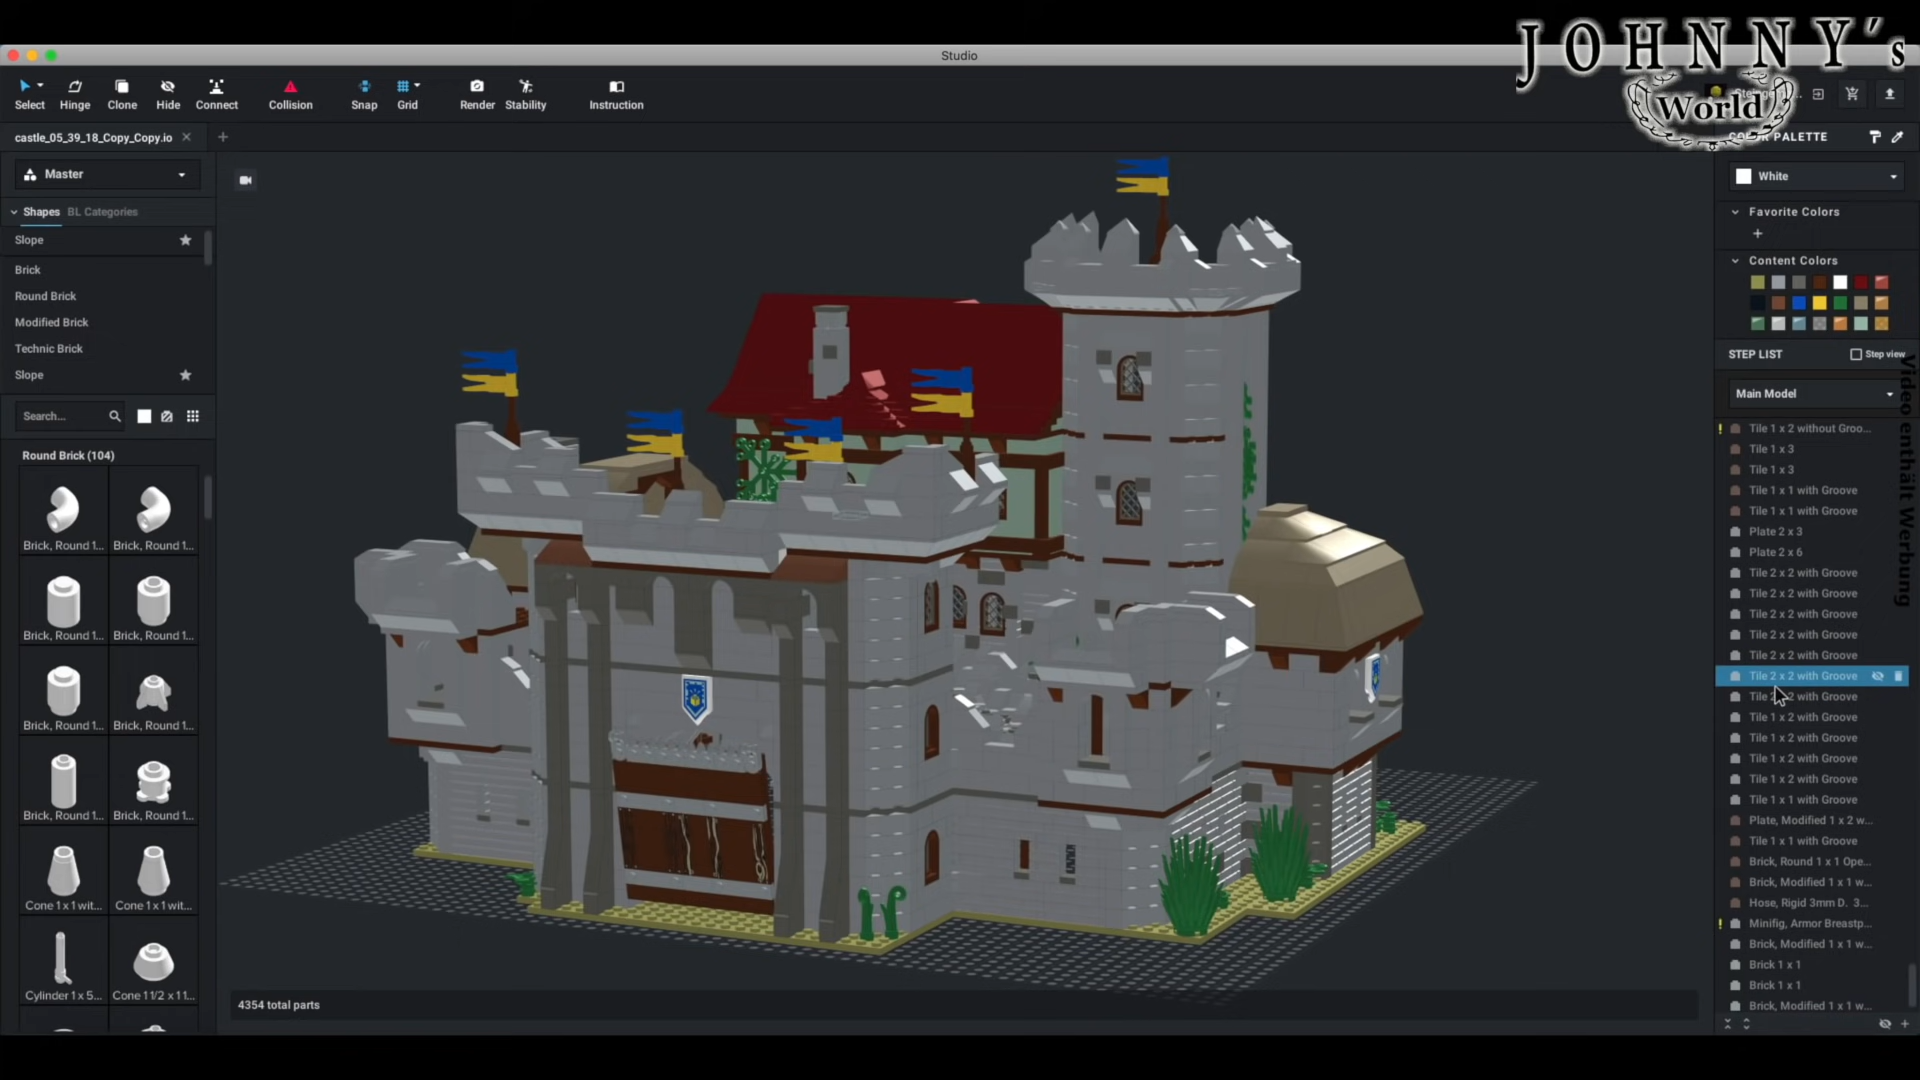 JOHNNY's
World
Studio
Select
Hinge
Clone
Hide
Connect
Collision
Snap
Grid
Render
Stability
Instruction
castle_05_39_18_Copy_Copy.io
Master
Shapes BL Categories
Slope
Brick
Round Brick
Modified Brick
Technic Brick
Slope
Search...
Round Brick (104)
Brick, Round 1... Brick, Round 1...
Brick, Round 1... Brick, Round 1...
Brick, Round 1... Brick, Round 1...
Brick, Round 1... Brick, Round 1...
Cone 1 x 1 wit... Cone 1 x 1 wit...
Cylinder 1 x 5... Cone 1 1/2 x 1 1...
4354 total parts
PALETTE
White
Favorite Colors
Content Colors
STEP LIST
Step view
Main Model
Tile 1 x 2 without Groo...
Tile 1 x 3
Tile 1 x 3
Tile 1 x 1 with Groove
Tile 1 x 1 with Groove
Plate 2 x 3
Plate 2 x 6
Tile 2 x 2 with Groove
Tile 2 x 2 with Groove
Tile 2 x 2 with Groove
Tile 2 x 2 with Groove
Tile 2 x 2 with Groove
Tile 2 x 2 with Groove
Tile 2 x 2 with Groove
Tile 1 x 2 with Groove
Tile 1 x 2 with Groove
Tile 1 x 2 with Groove
Tile 1 x 2 with Groove
Tile 1 x 1 with Groove
Plate, Modified 1 x 2 w...
Tile 1 x 1 with Groove
Brick, Round 1 x 1 Ope...
Brick, Modified 1 x 1 w...
Hose, Rigid 3mm D. 3...
Minifig, Armor Breastp...
Brick, Modified 1 x 1 w...
Brick 1 x 1
Brick 1 x 1
Brick, Modified 1 x 1 w...
Video enthält Werbung